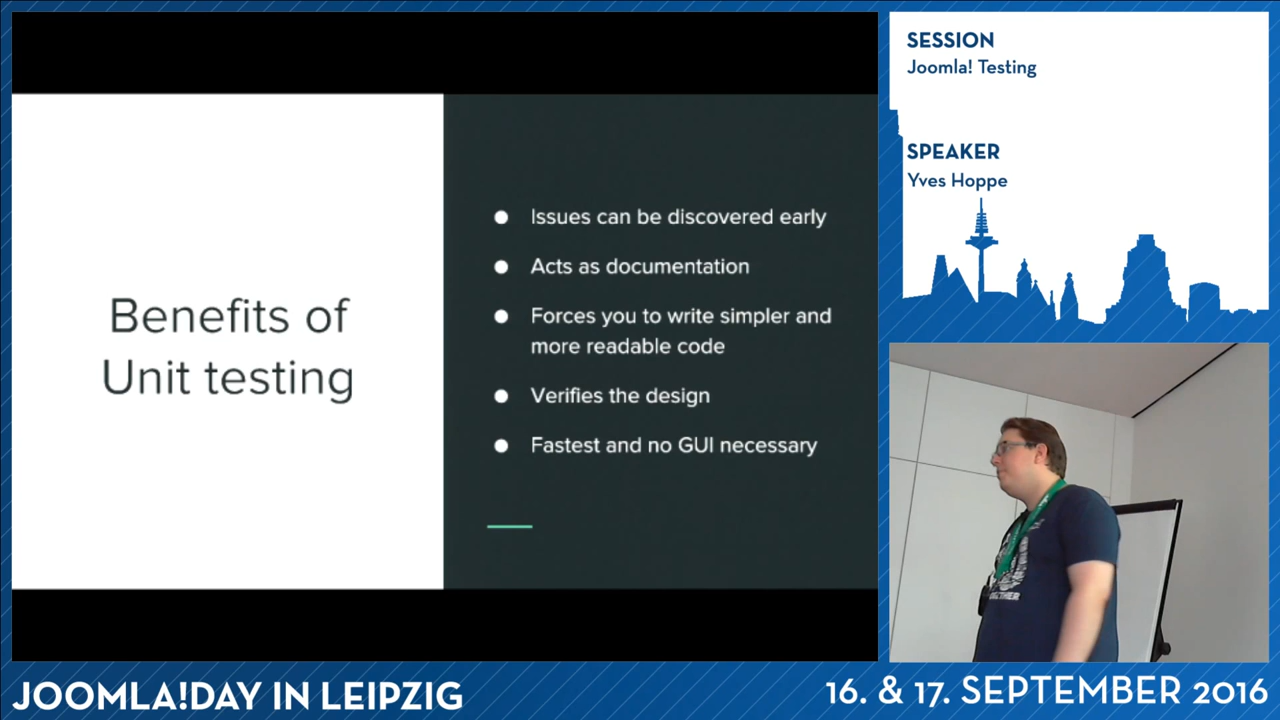 Benefits of
Unit testing
● Issues can be discovered early
● Acts as documentation
● Forces you to write simpler and
more readable code
● Verifies the design
● Fastest and no GUI necessary
SESSION
Joomla! Testing
SPEAKER
Yves Hoppe
JOOMLA!DAY IN LEIPZIG
16. & 17. SEPTEMBER 2016